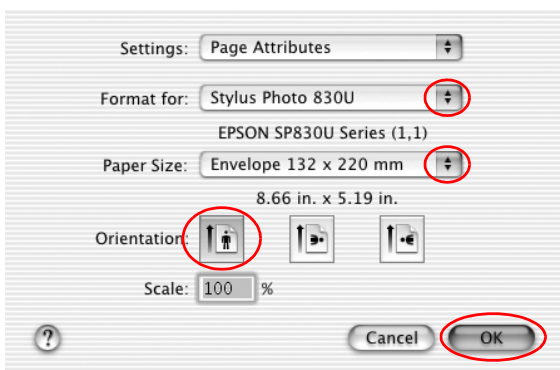 Settings: Page Attributes
Format for: Stylus Photo 830U
EPSON SP830U Series (1,1)
Paper Size: Envelope 132 x 220 mm
8.66 in. x 5.19 in.
Orientation:
Scale: 100 %
? Cancel OK